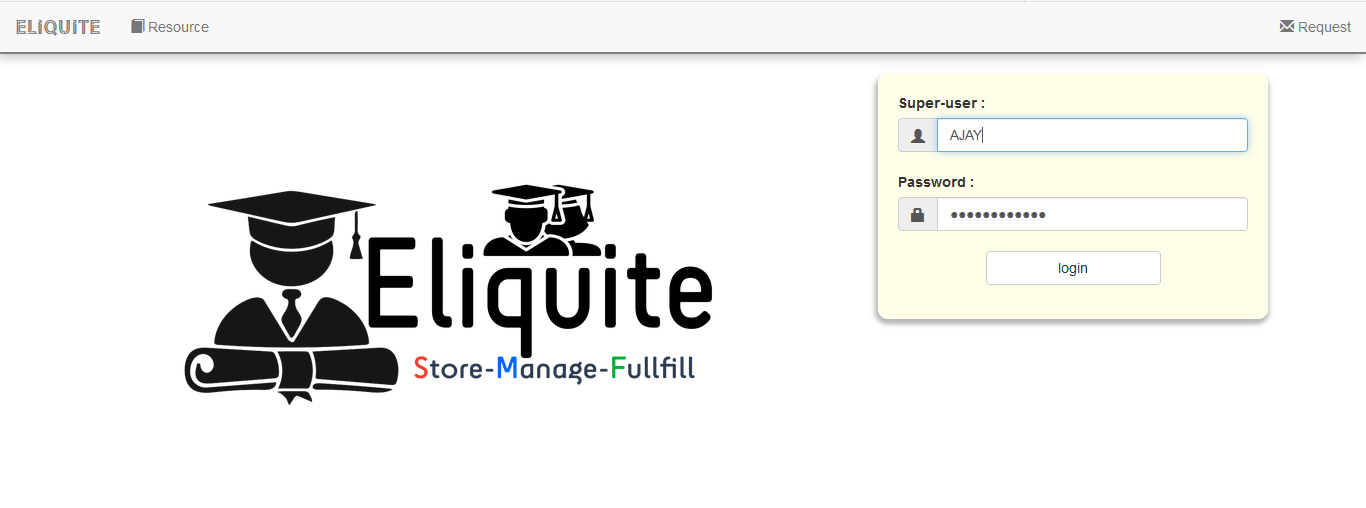 ELiQUiTE Resource Request
Super-user :
AJAY
Password :
••••••••••••
login
Eliquite
Store-Manage-Fullfill